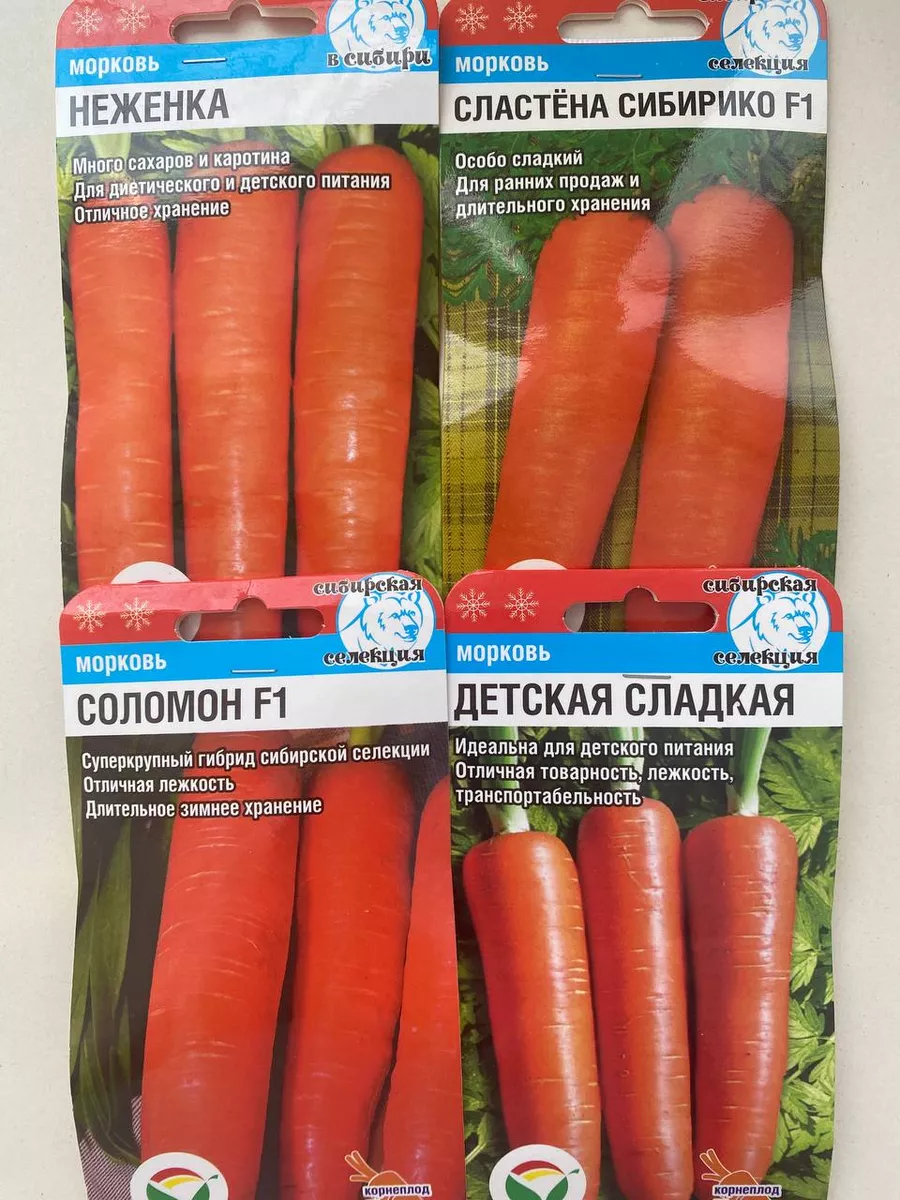 в сибири
морковь
НЕЖЕНКА
Много сахаров и каротина
Для диетического и детского питания
Отличное хранение
селекция
морковь
СЛАСТЁНА СИБИРИКО F1
Особо сладкий
Для ранних продаж и
длительного хранения
сибирская
селекция
морковь
СОЛОМОН F1
Суперкрупный гибрид сибирской селекции
Отличная лежкость
Длительное зимнее хранение
корнеплод
сибирская
селекция
морковь
ДЕТСКАЯ СЛАДКАЯ
Идеальна для детского питания
Отличная товарность, лежкость,
транспортабельность
корнеплод